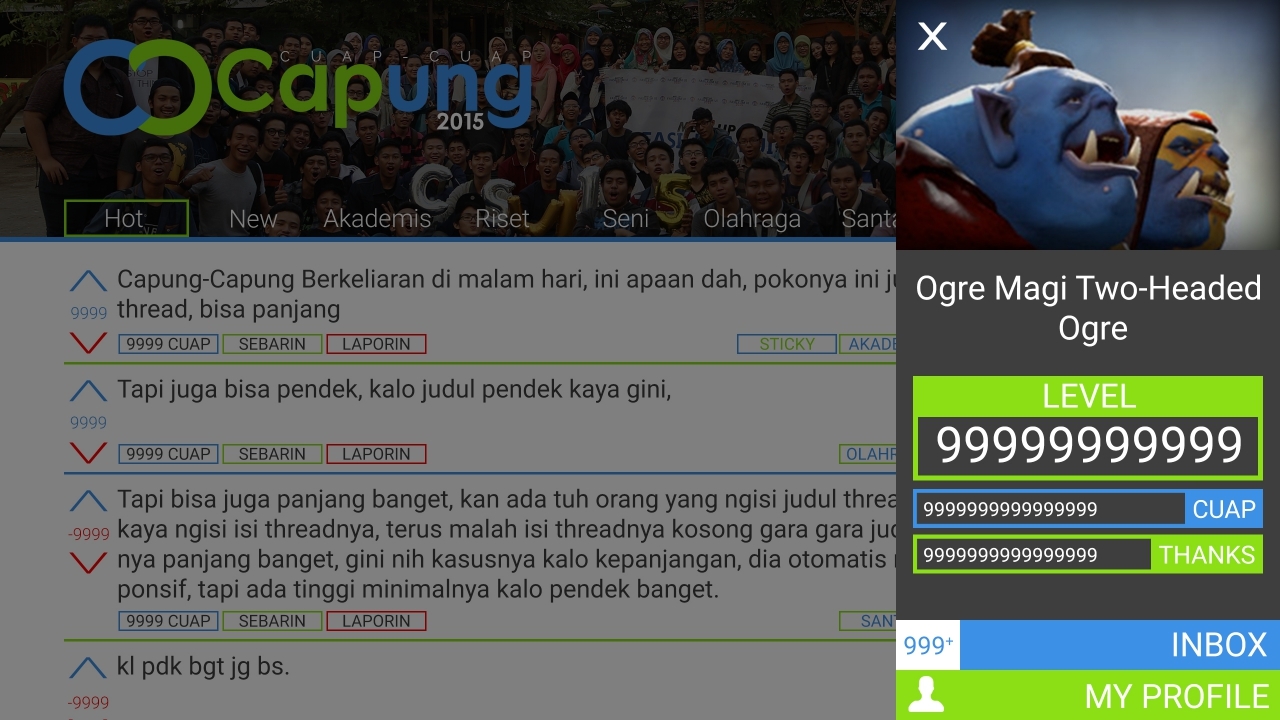 CUAP-CUAP
Capung
2015
Hot New Akademis Riset Seni Olahraga Santa
Capung-Capung Berkeliaran di malam hari, ini apaan dah, pokonya ini ju
thread, bisa panjang
9999
9999 CUAP SEBARIN LAPORIN STICKY AKADE
Tapi juga bisa pendek, kalo judul pendek kaya gini,
9999
9999 CUAP SEBARIN LAPORIN OLAHR
Tapi bisa juga panjang banget, kan ada tuh orang yang ngisi judul threa
-9999
kaya ngisi isi threadnya, terus malah isi threadnya kosong gara gara jud
nya panjang banget, gini nih kasusnya kalo kepanjangan, dia otomatis r
ponsif, tapi ada tinggi minimalnya kalo pendek banget.
9999 CUAP SEBARIN LAPORIN SANT
kl pdk bgt jg bs.
-9999
X
Ogre Magi Two-Headed
Ogre
LEVEL
99999999999
9999999999999999 CUAP
9999999999999999 THANKS
999+ INBOX
MY PROFILE